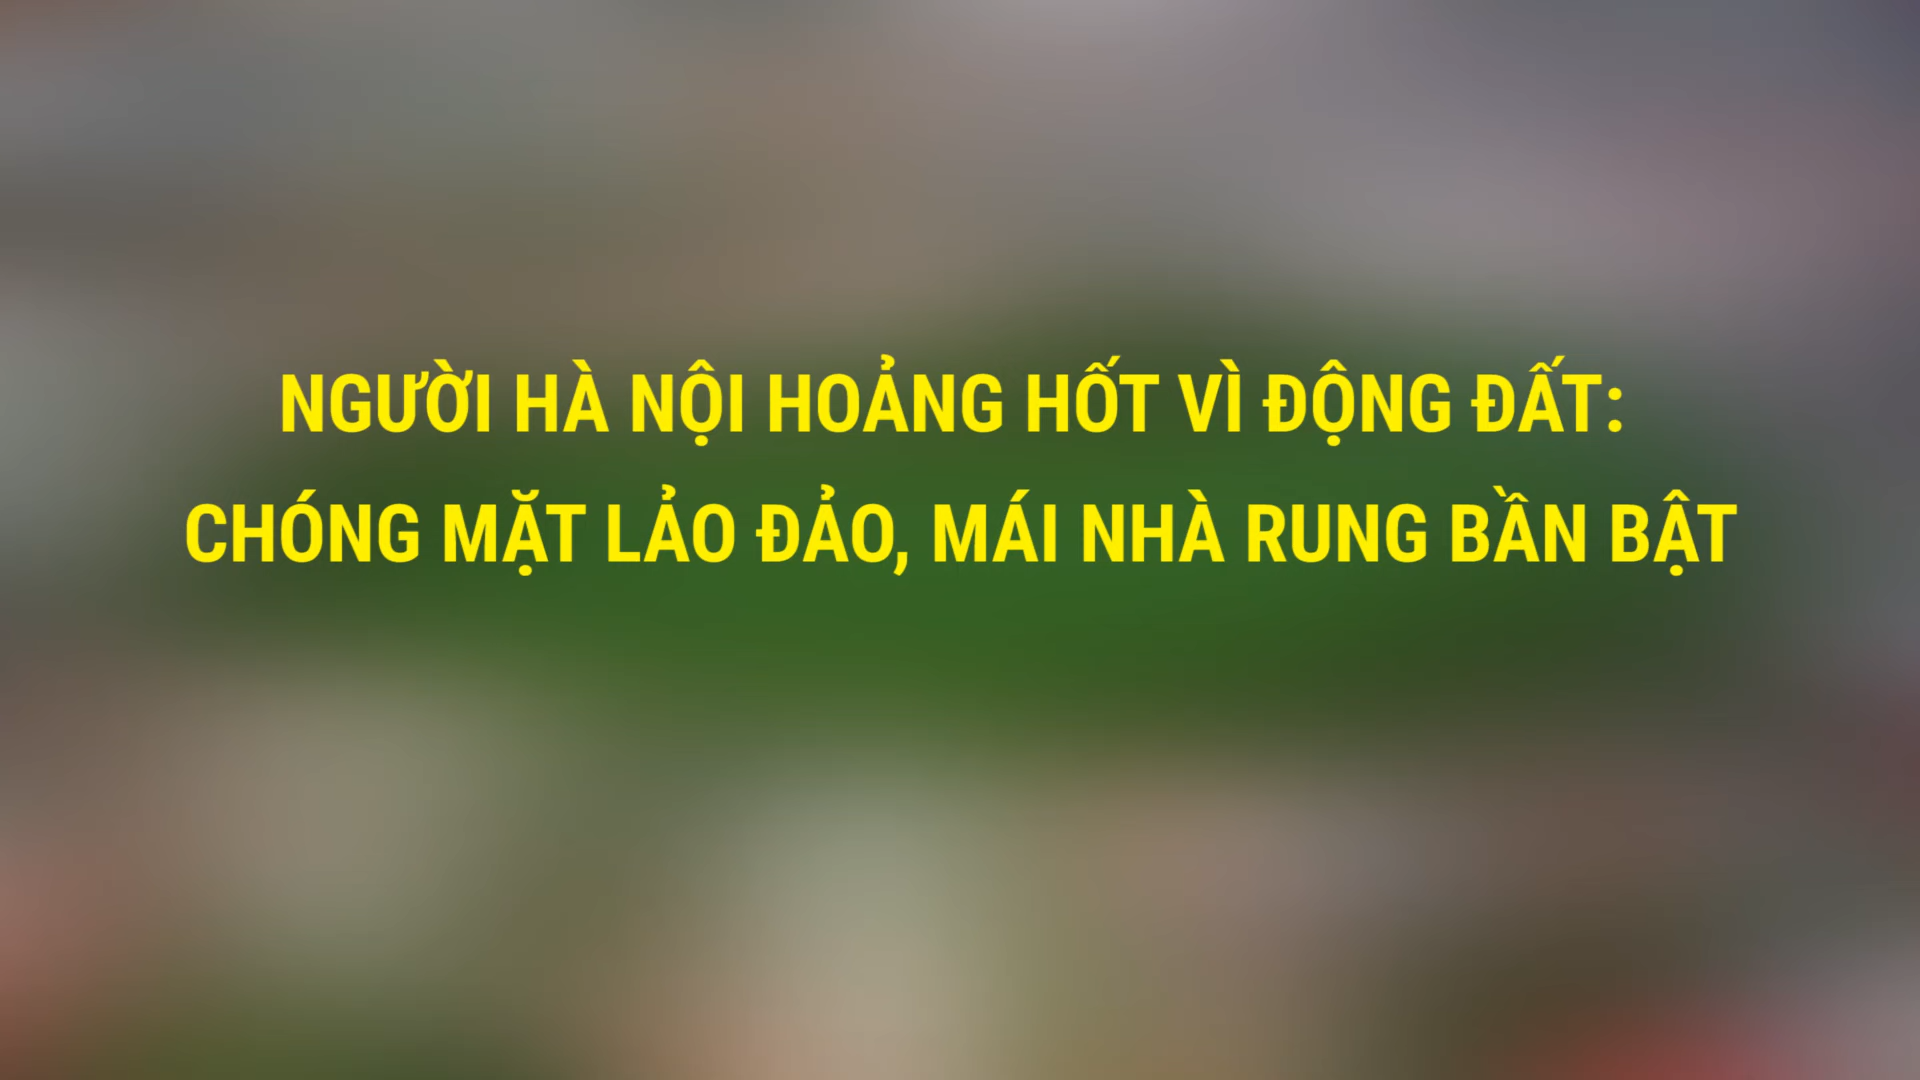 NGƯỜI HÀ NỘI HOẢNG HỐT VÌ ĐỘNG ĐẤT:
CHÓNG MẶT LẢO ĐẢO, MÁI NHÀ RUNG BẦN BẬT